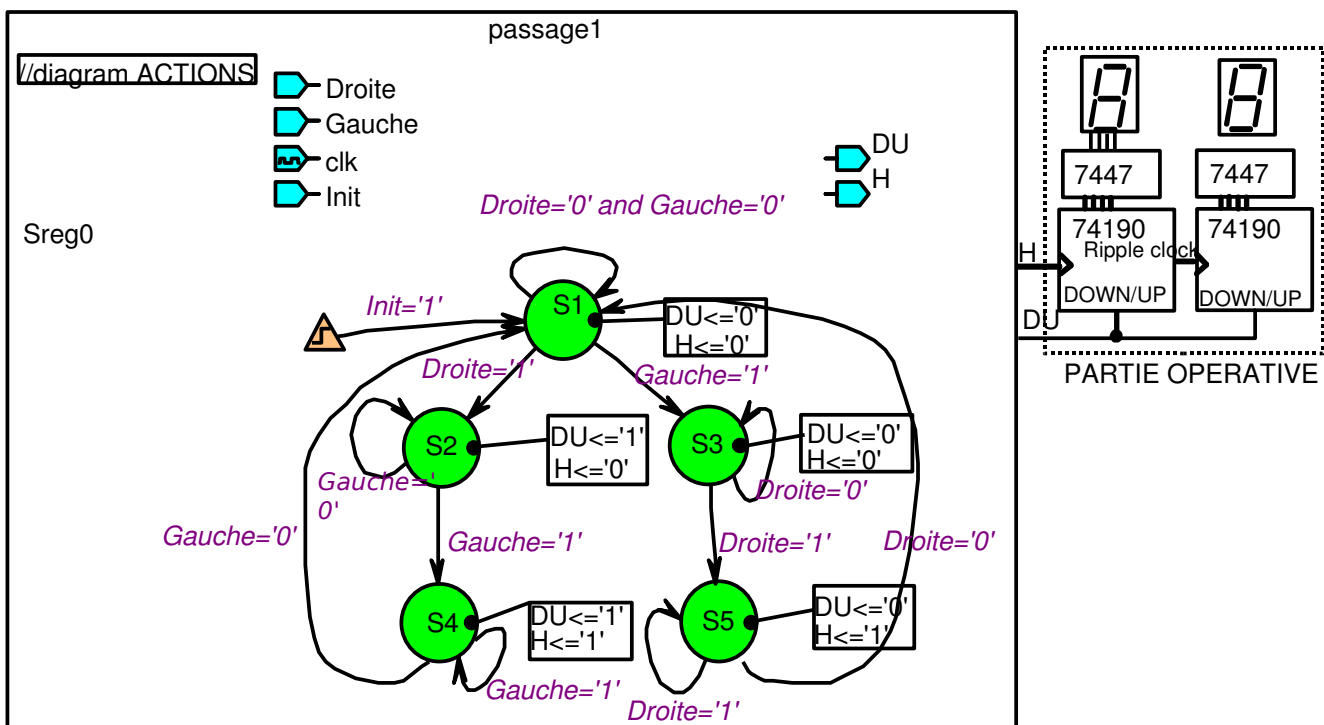 passage1
//diagram ACTIONS
Droite
Gauche
clk
Init
DU
H
Sreg0
Droite='0' and Gauche='0'
Init='1'
S1
DU<='0'
H<='0'
Droite='1'
Gauche='1'
S2
DU<='1'
H<='0'
S3
DU<='0'
H<='0'
Gauche='
0'
Droite='0'
Gauche='0'
Gauche='1'
Droite='1'
Droite='0'
S4
DU<='1'
H<='1'
S5
DU<='0'
H<='1'
Gauche='1'
Droite='1'
7447
7447
74190
74190
H
Ripple clock
DOWN/UP
DOWN/UP
DU
PARTIE OPERATIVE